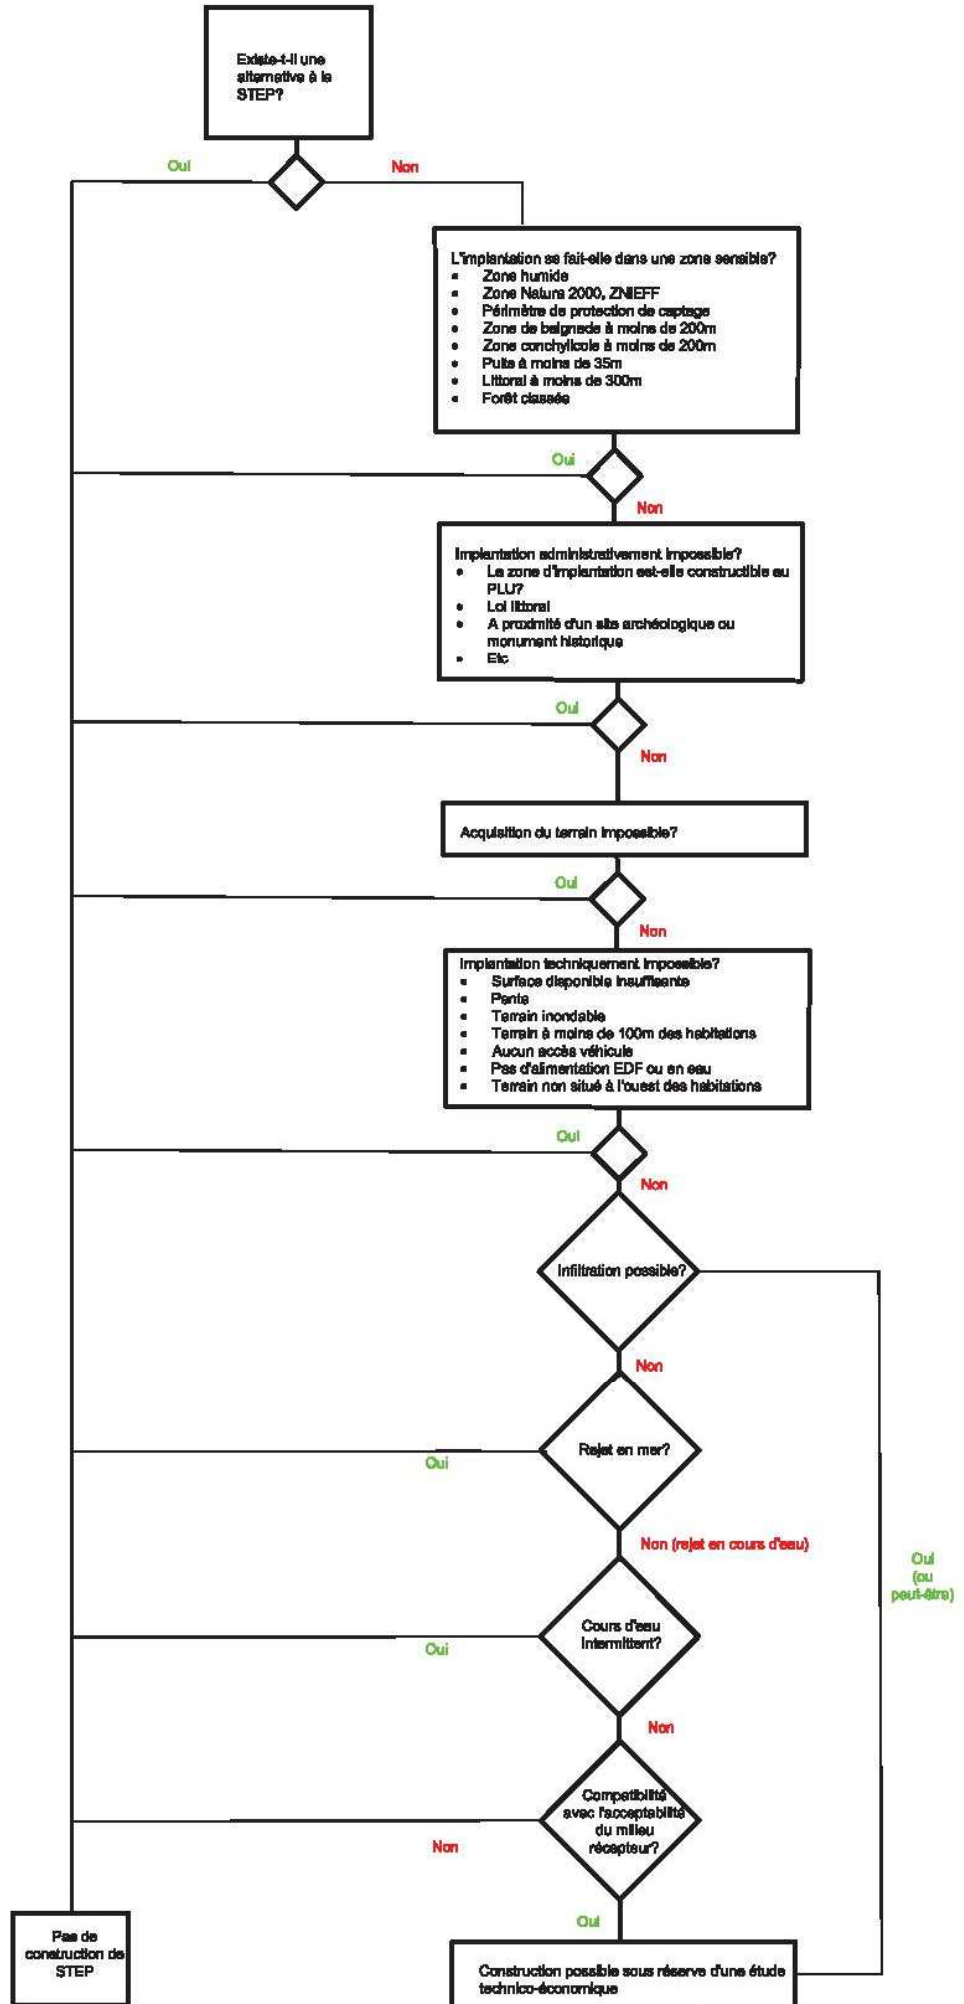 Existe-t-il une
alternative à la
STEP?
Oui
Non
L'implantation se fait-elle dans une zone sensible?
• Zone humide
• Zone Natura 2000, ZNIEFF
• Périmètre de protection de captage
• Zone de baignade à moins de 200m
• Zone conchylicole à moins de 200m
• Puits à moins de 35m
• Littoral à moins de 300m
• Forêt classée
Oui
Non
Implantation administrativement impossible?
• La zone d'implantation est-elle constructible au
PLU?
• Loi littoral
• A proximité d'un site archéologique ou
monument historique
• Etc
Oui
Non
Acquisition du terrain impossible?
Oui
Non
Implantation techniquement impossible?
• Surface disponible insuffisante
• Pente
• Terrain inondable
• Terrain à moins de 100m des habitations
• Aucun accès véhicule
• Pas d'alimentation EDF ou en eau
• Terrain non situé à l'ouest des habitations
Oui
Non
Infiltration possible?
Non
Rejet en mer?
Oui
Non (rejet en cours d'eau)
Oui
(ou
peut-être)
Cours d'eau
intermittent?
Oui
Non
Compatibilité
avec l'acceptabilité
du milieu
récepteur?
Non
Oui
Pas de
construction de
STEP
Construction possible sous réserve d'une étude
technico-économique